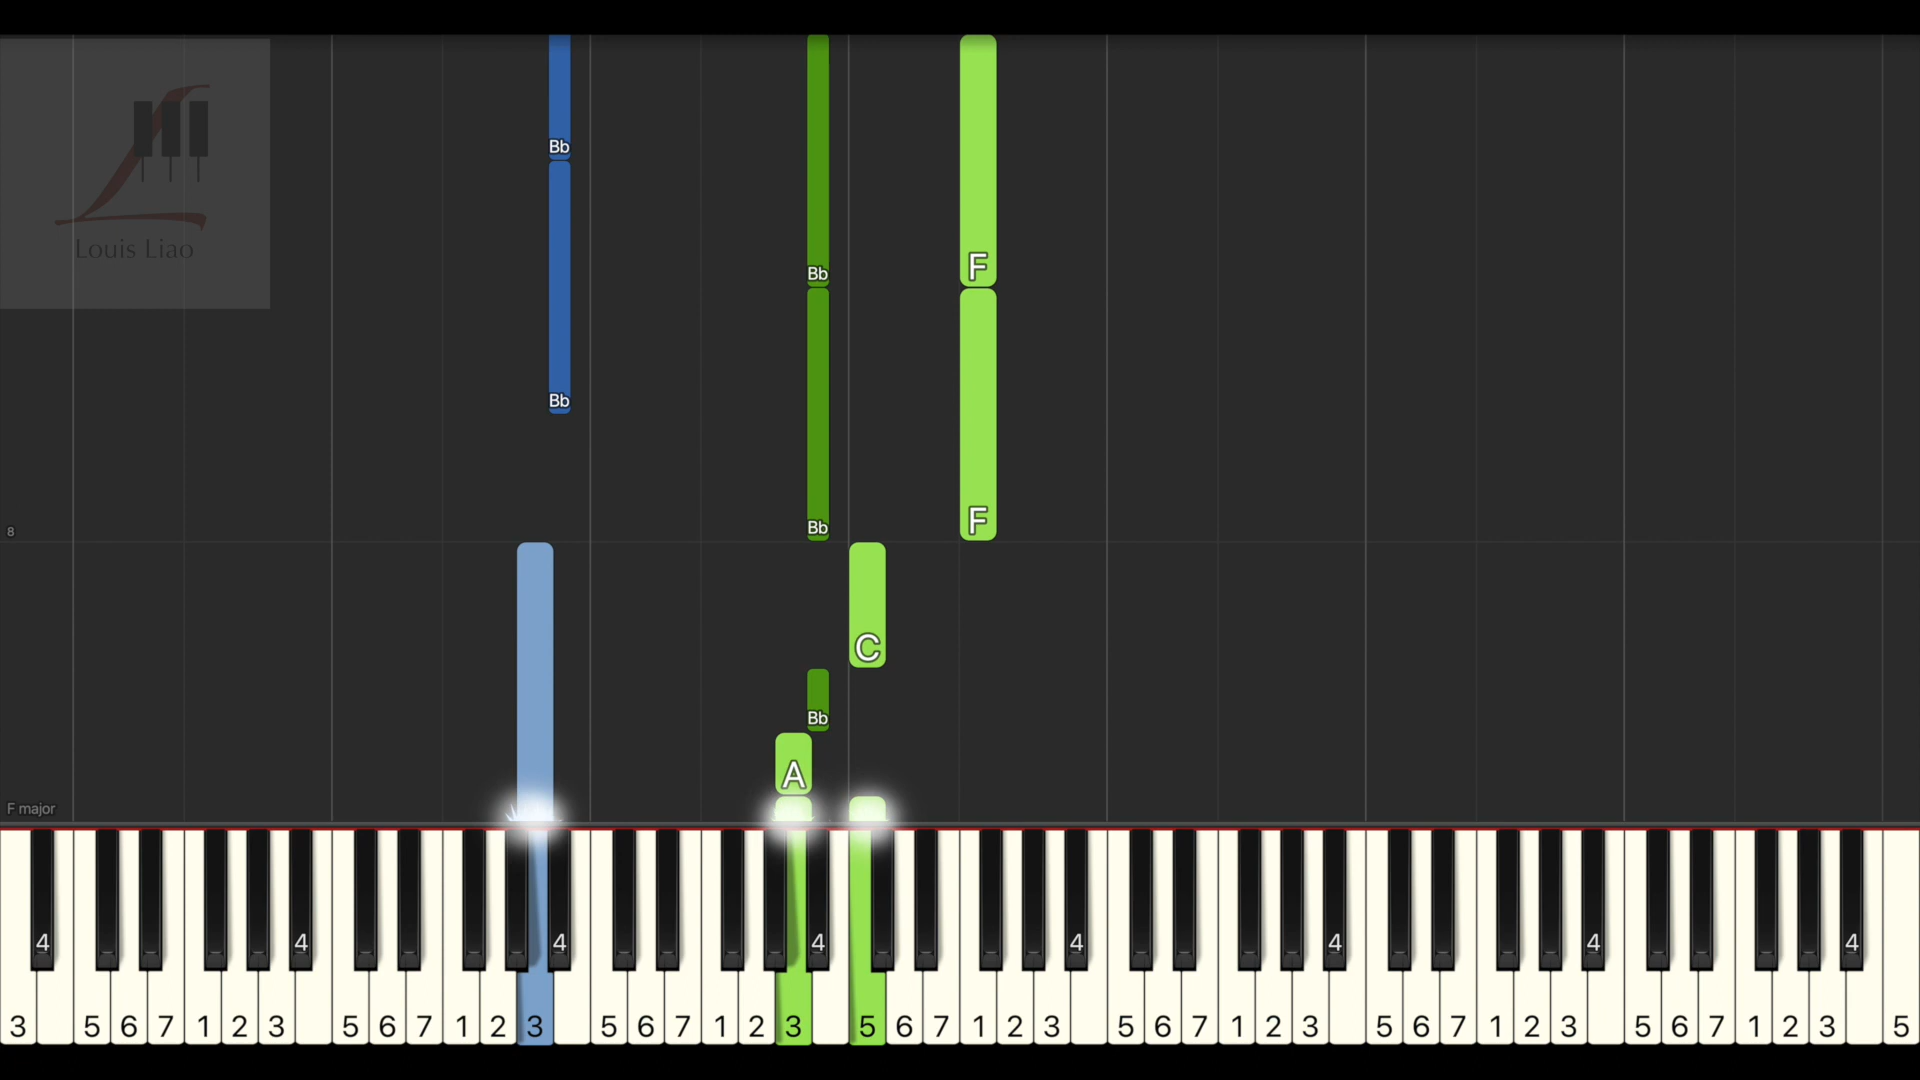 Louis Liao
Bb
Bb F
Bb
8 Bb F
C
Bb
A
F major
4 4 4 4 4 4 4 4
3 5 6 7 1 2 3 5 6 7 1 2 3 5 6 7 1 2 3 5 6 7 1 2 3 5 6 7 1 2 3 5 6 7 1 2 3 5 6 7 1 2 3 5